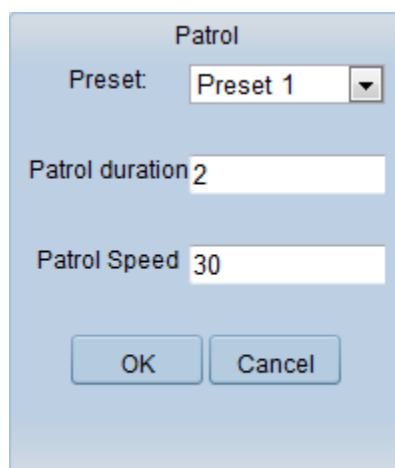 Patrol
Preset: Preset 1
Patrol duration 2
Patrol Speed 30
OK Cancel